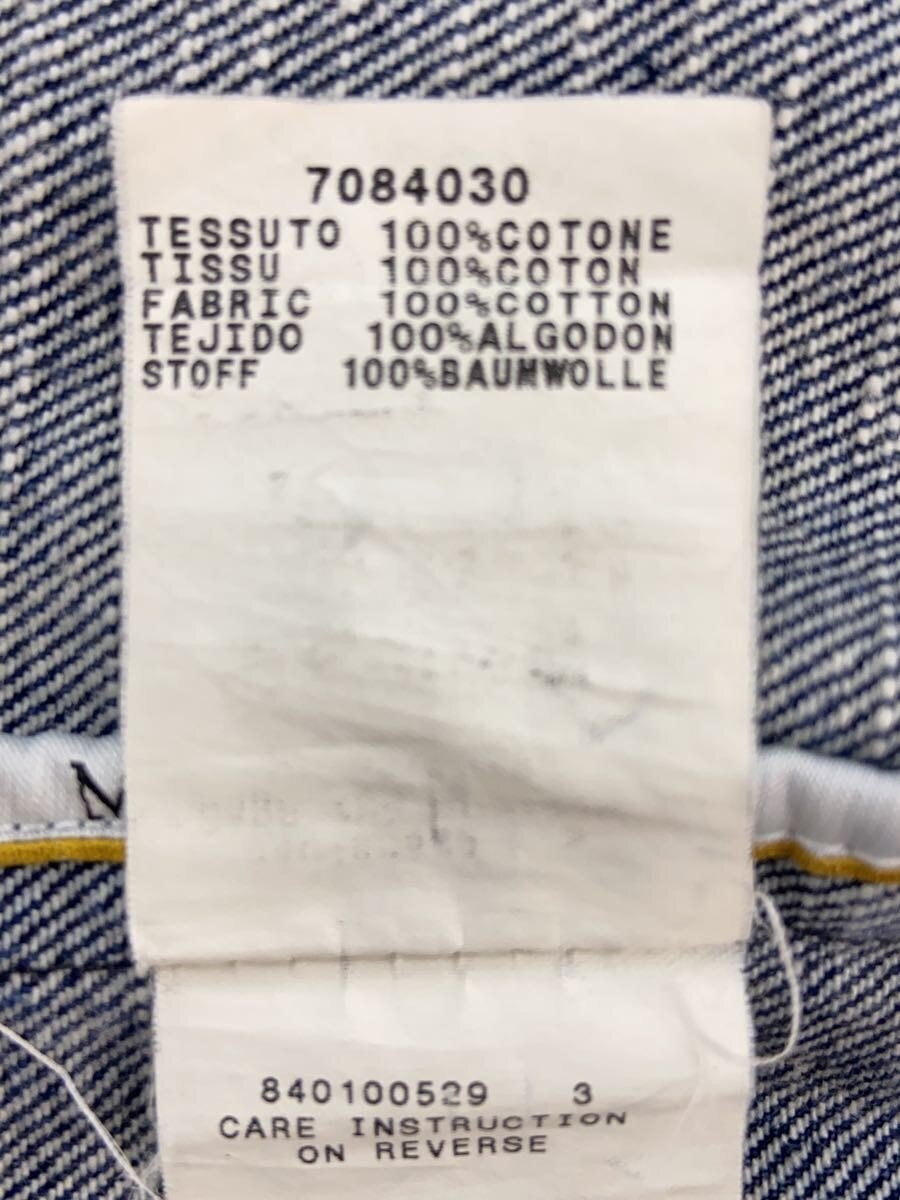 7084030
TESSUTO 100%COTONE
TISSU 100%COTON
FABRIC 100%COTTON
TEJIDO 100%ALGODON
STOFF 100%BAUMWOLLE
840100529 3
CARE INSTRUCTION
ON REVERSE